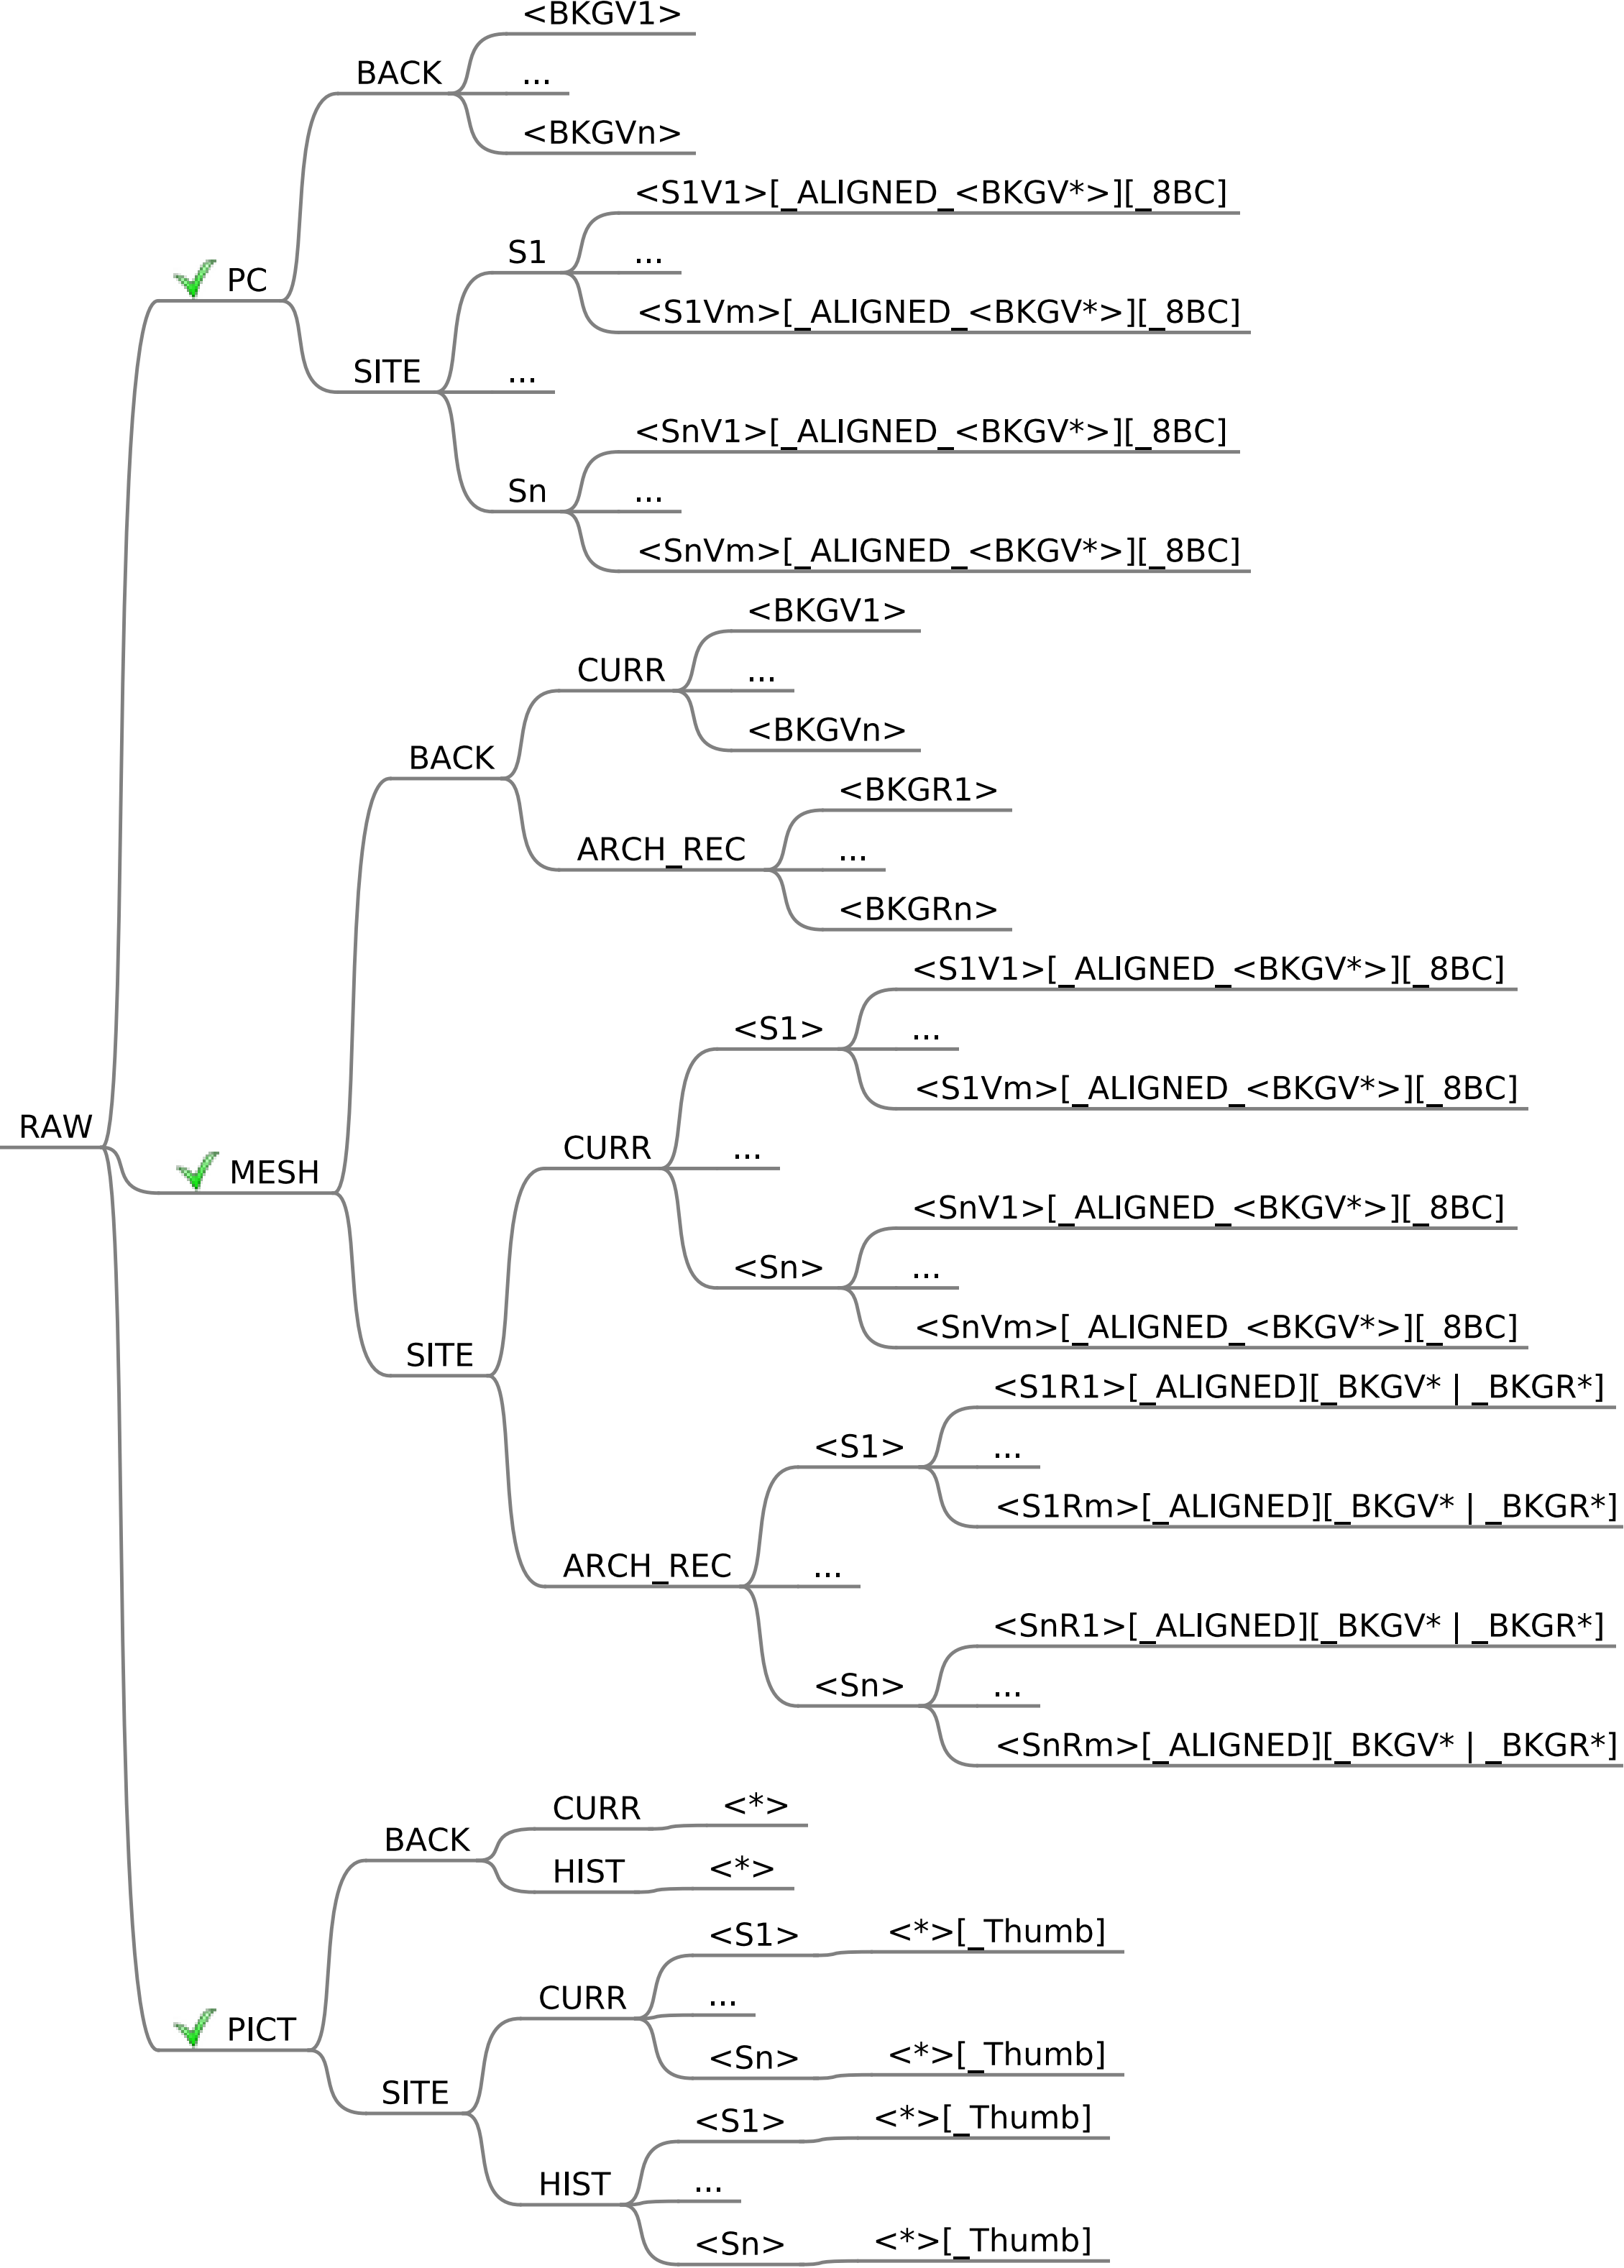 <BKGV1>
BACK
...
<BKGVn>
<S1V1>[_ALIGNED_<BKGV*>][_8BC]
S1
...
PC
<S1Vm>[_ALIGNED_<BKGV*>][_8BC]
SITE
...
<SnV1>[_ALIGNED_<BKGV*>][_8BC]
Sn
...
<SnVm>[_ALIGNED_<BKGV*>][_8BC]
<BKGV1>
CURR
...
<BKGVn>
BACK
<BKGR1>
ARCH_REC
...
<BKGRn>
<S1V1>[_ALIGNED_<BKGV*>][_8BC]
<S1>
...
<S1Vm>[_ALIGNED_<BKGV*>][_8BC]
RAW
CURR
...
MESH
<SnV1>[_ALIGNED_<BKGV*>][_8BC]
<Sn>
...
<SnVm>[_ALIGNED_<BKGV*>][_8BC]
SITE
<S1R1>[_ALIGNED][_BKGV* | _BKGR*]
<S1>
...
<S1Rm>[_ALIGNED][_BKGV* | _BKGR*]
ARCH_REC
...
<SnR1>[_ALIGNED][_BKGV* | _BKGR*]
<Sn>
...
<SnRm>[_ALIGNED][_BKGV* | _BKGR*]
CURR
<*>
BACK
HIST
<*>
<S1>
<*>[_Thumb]
CURR
...
PICT
<Sn>
<*>[_Thumb]
SITE
<S1>
<*>[_Thumb]
HIST
...
<Sn>
<*>[_Thumb]